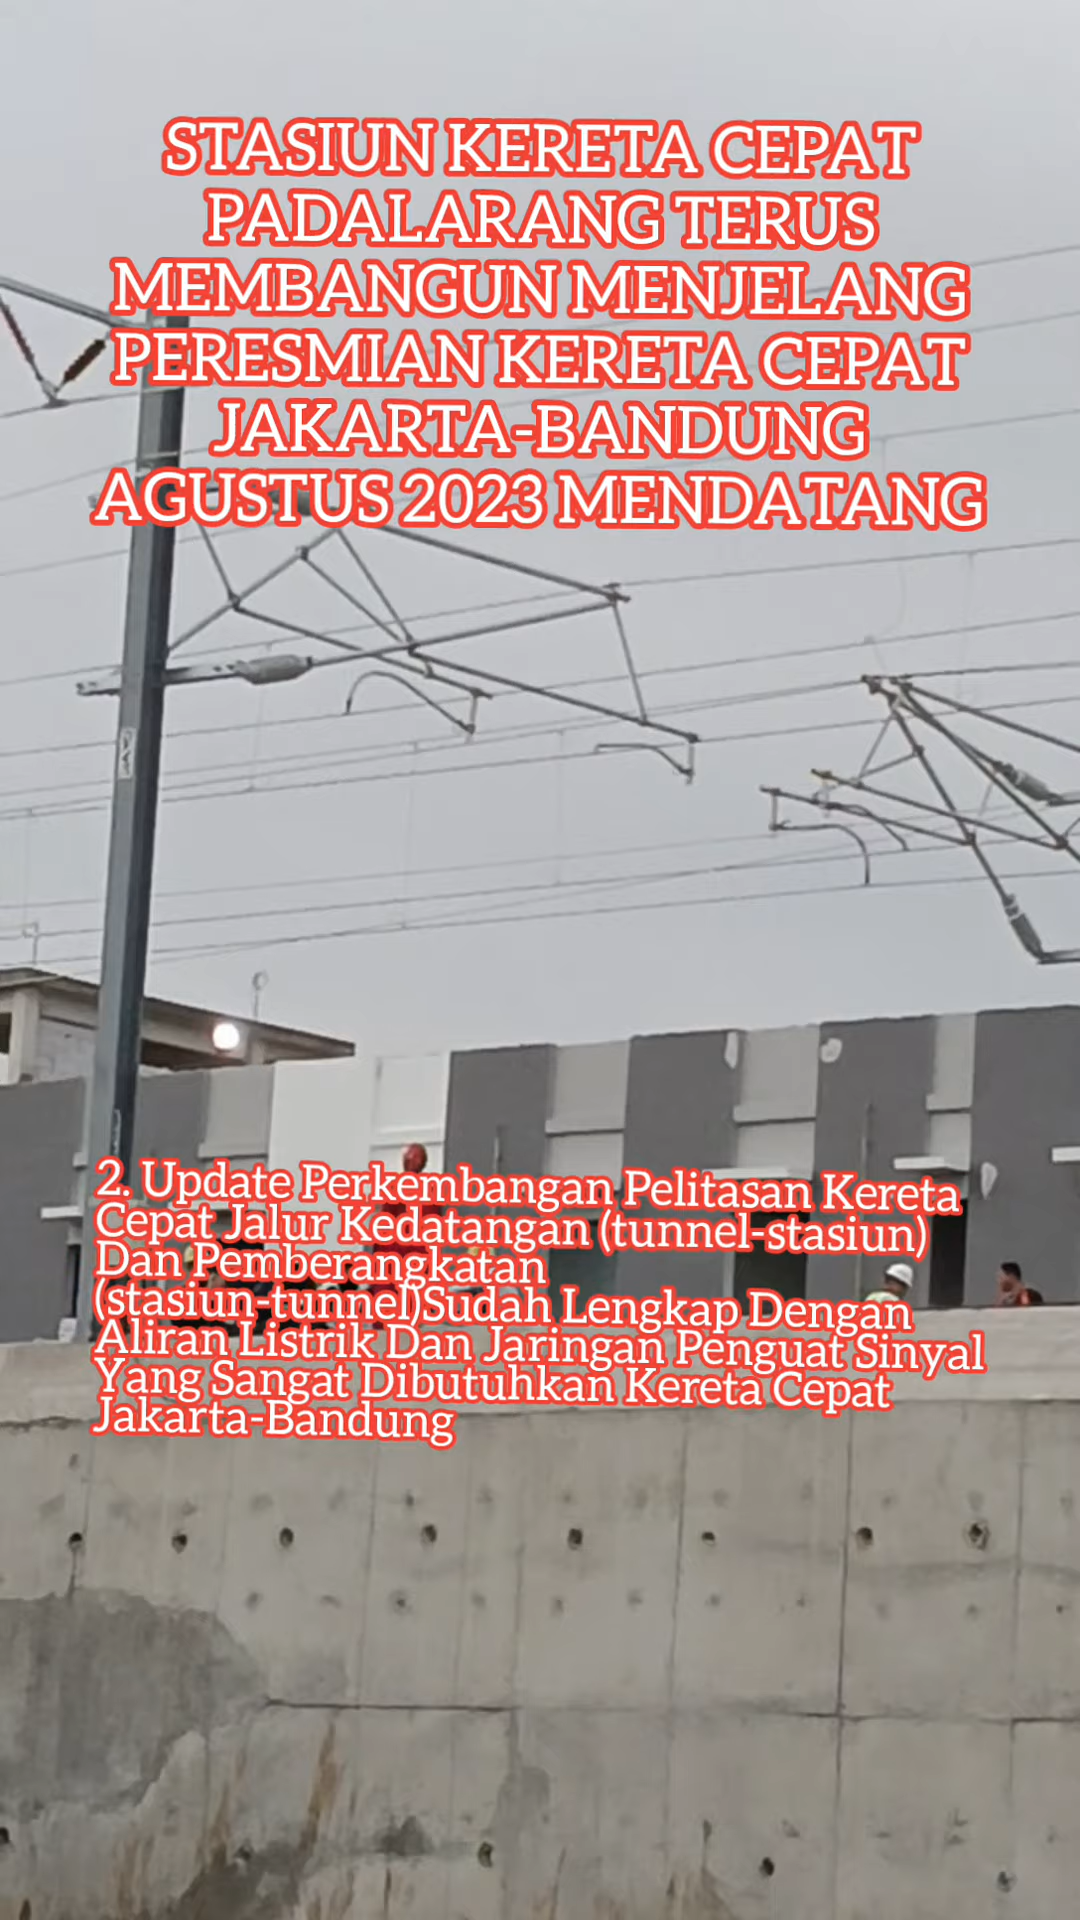 STASIUN KERETA CEPAT
PADALARANG TERUS
MEMBANGUN MENJELANG
PERESMIAN KERETA CEPAT
JAKARTA-BANDUNG
AGUSTUS 2023 MENDATANG
2. Update Perkembangan Pelitasan Kereta
Cepat Jalur Kedatangan (tunnel-stasiun)
Dan Pemberangkatan
(stasiun-tunnel)Sudah Lengkap Dengan
Aliran Listrik Dan Jaringan Penguat Sinyal
Yang Sangat Dibutuhkan Kereta Cepat
Jakarta-Bandung